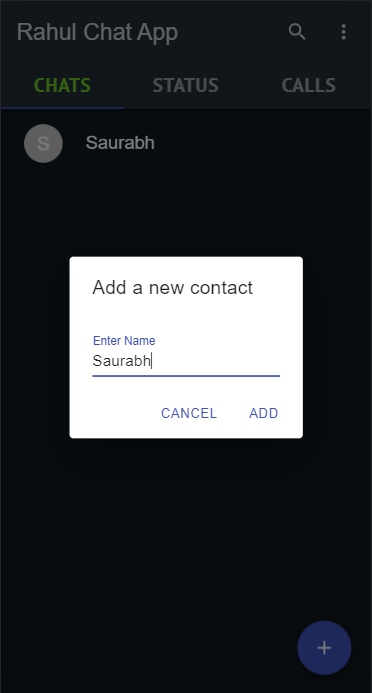 Rahul Chat App
CHATS STATUS CALLS
S Saurabh
Add a new contact
Enter Name
Saurabh
CANCEL ADD
+